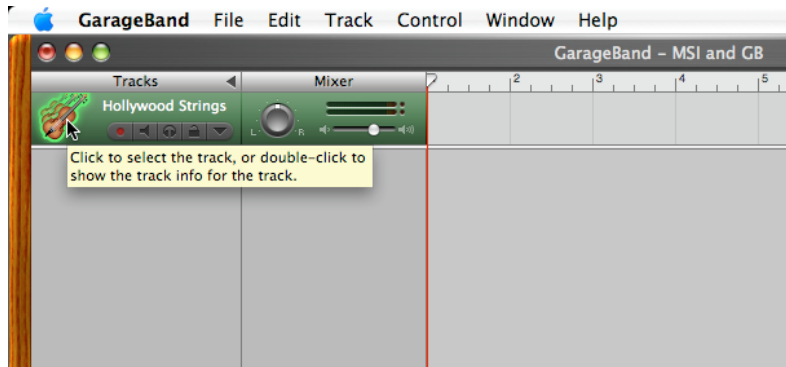 GarageBand File Edit Track Control Window Help
GarageBand – MSI and GB
Tracks Mixer 2 3 4 5
Hollywood Strings
L R
Click to select the track, or double-click to
show the track info for the track.